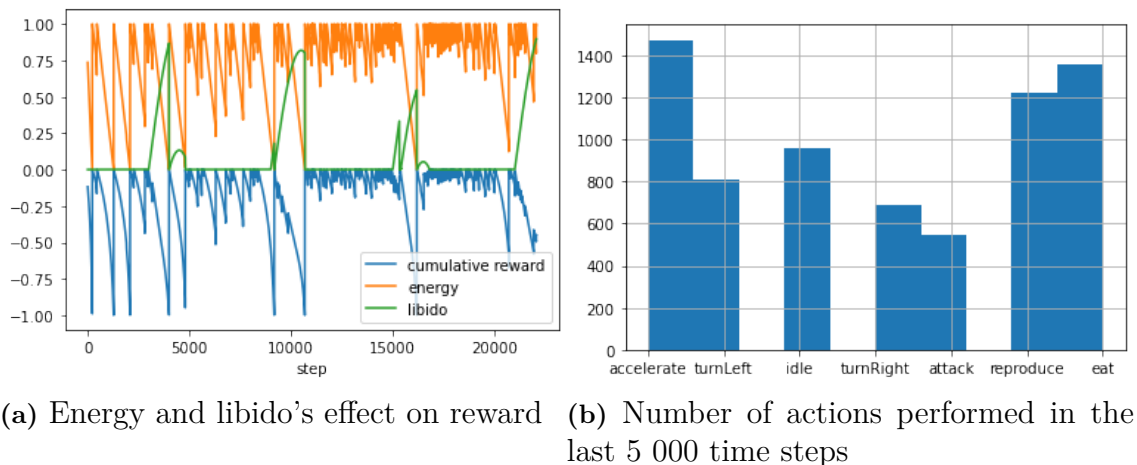 1.00
0.75
0.50
0.25
0.00
−0.25
−0.50
−0.75
−1.00
cumulative reward
energy
libido
0 5000 10000 15000 20000
step
(a) Energy and libido's effect on reward
1400
1200
1000
800
600
400
200
0
accelerate turnLeft idle turnRight attack reproduce eat
(b) Number of actions performed in the
last 5 000 time steps